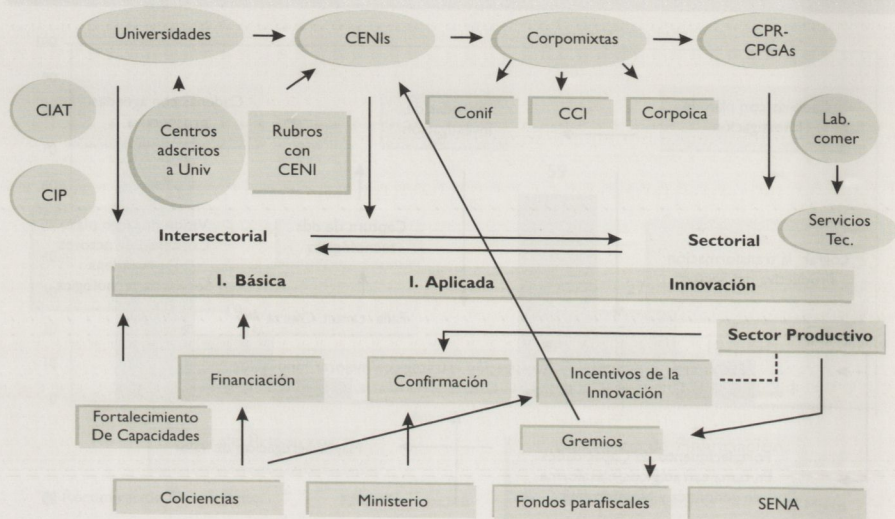 Universidades
CENIs
Corpomixtas
CPR-
CPGAs
CIAT
Centros
adscritos
a Univ
Rubros
con
CENI
Conif
CCI
Corpoica
Lab.
comer
CIP
Servicios
Tec.
Intersectorial
Sectorial
I. Básica
I. Aplicada
Innovación
Sector Productivo
Financiación
Confirmación
Incentivos de la
Innovación
Fortalecimiento
De Capacidades
Gremios
Colciencias
Ministerio
Fondos parafiscales
SENA